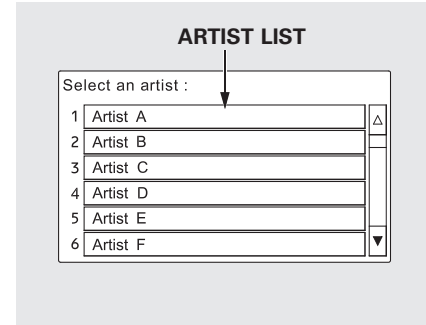 ARTIST LIST
Select an artist :
1 Artist A
2 Artist B
3 Artist C
4 Artist D
5 Artist E
6 Artist F